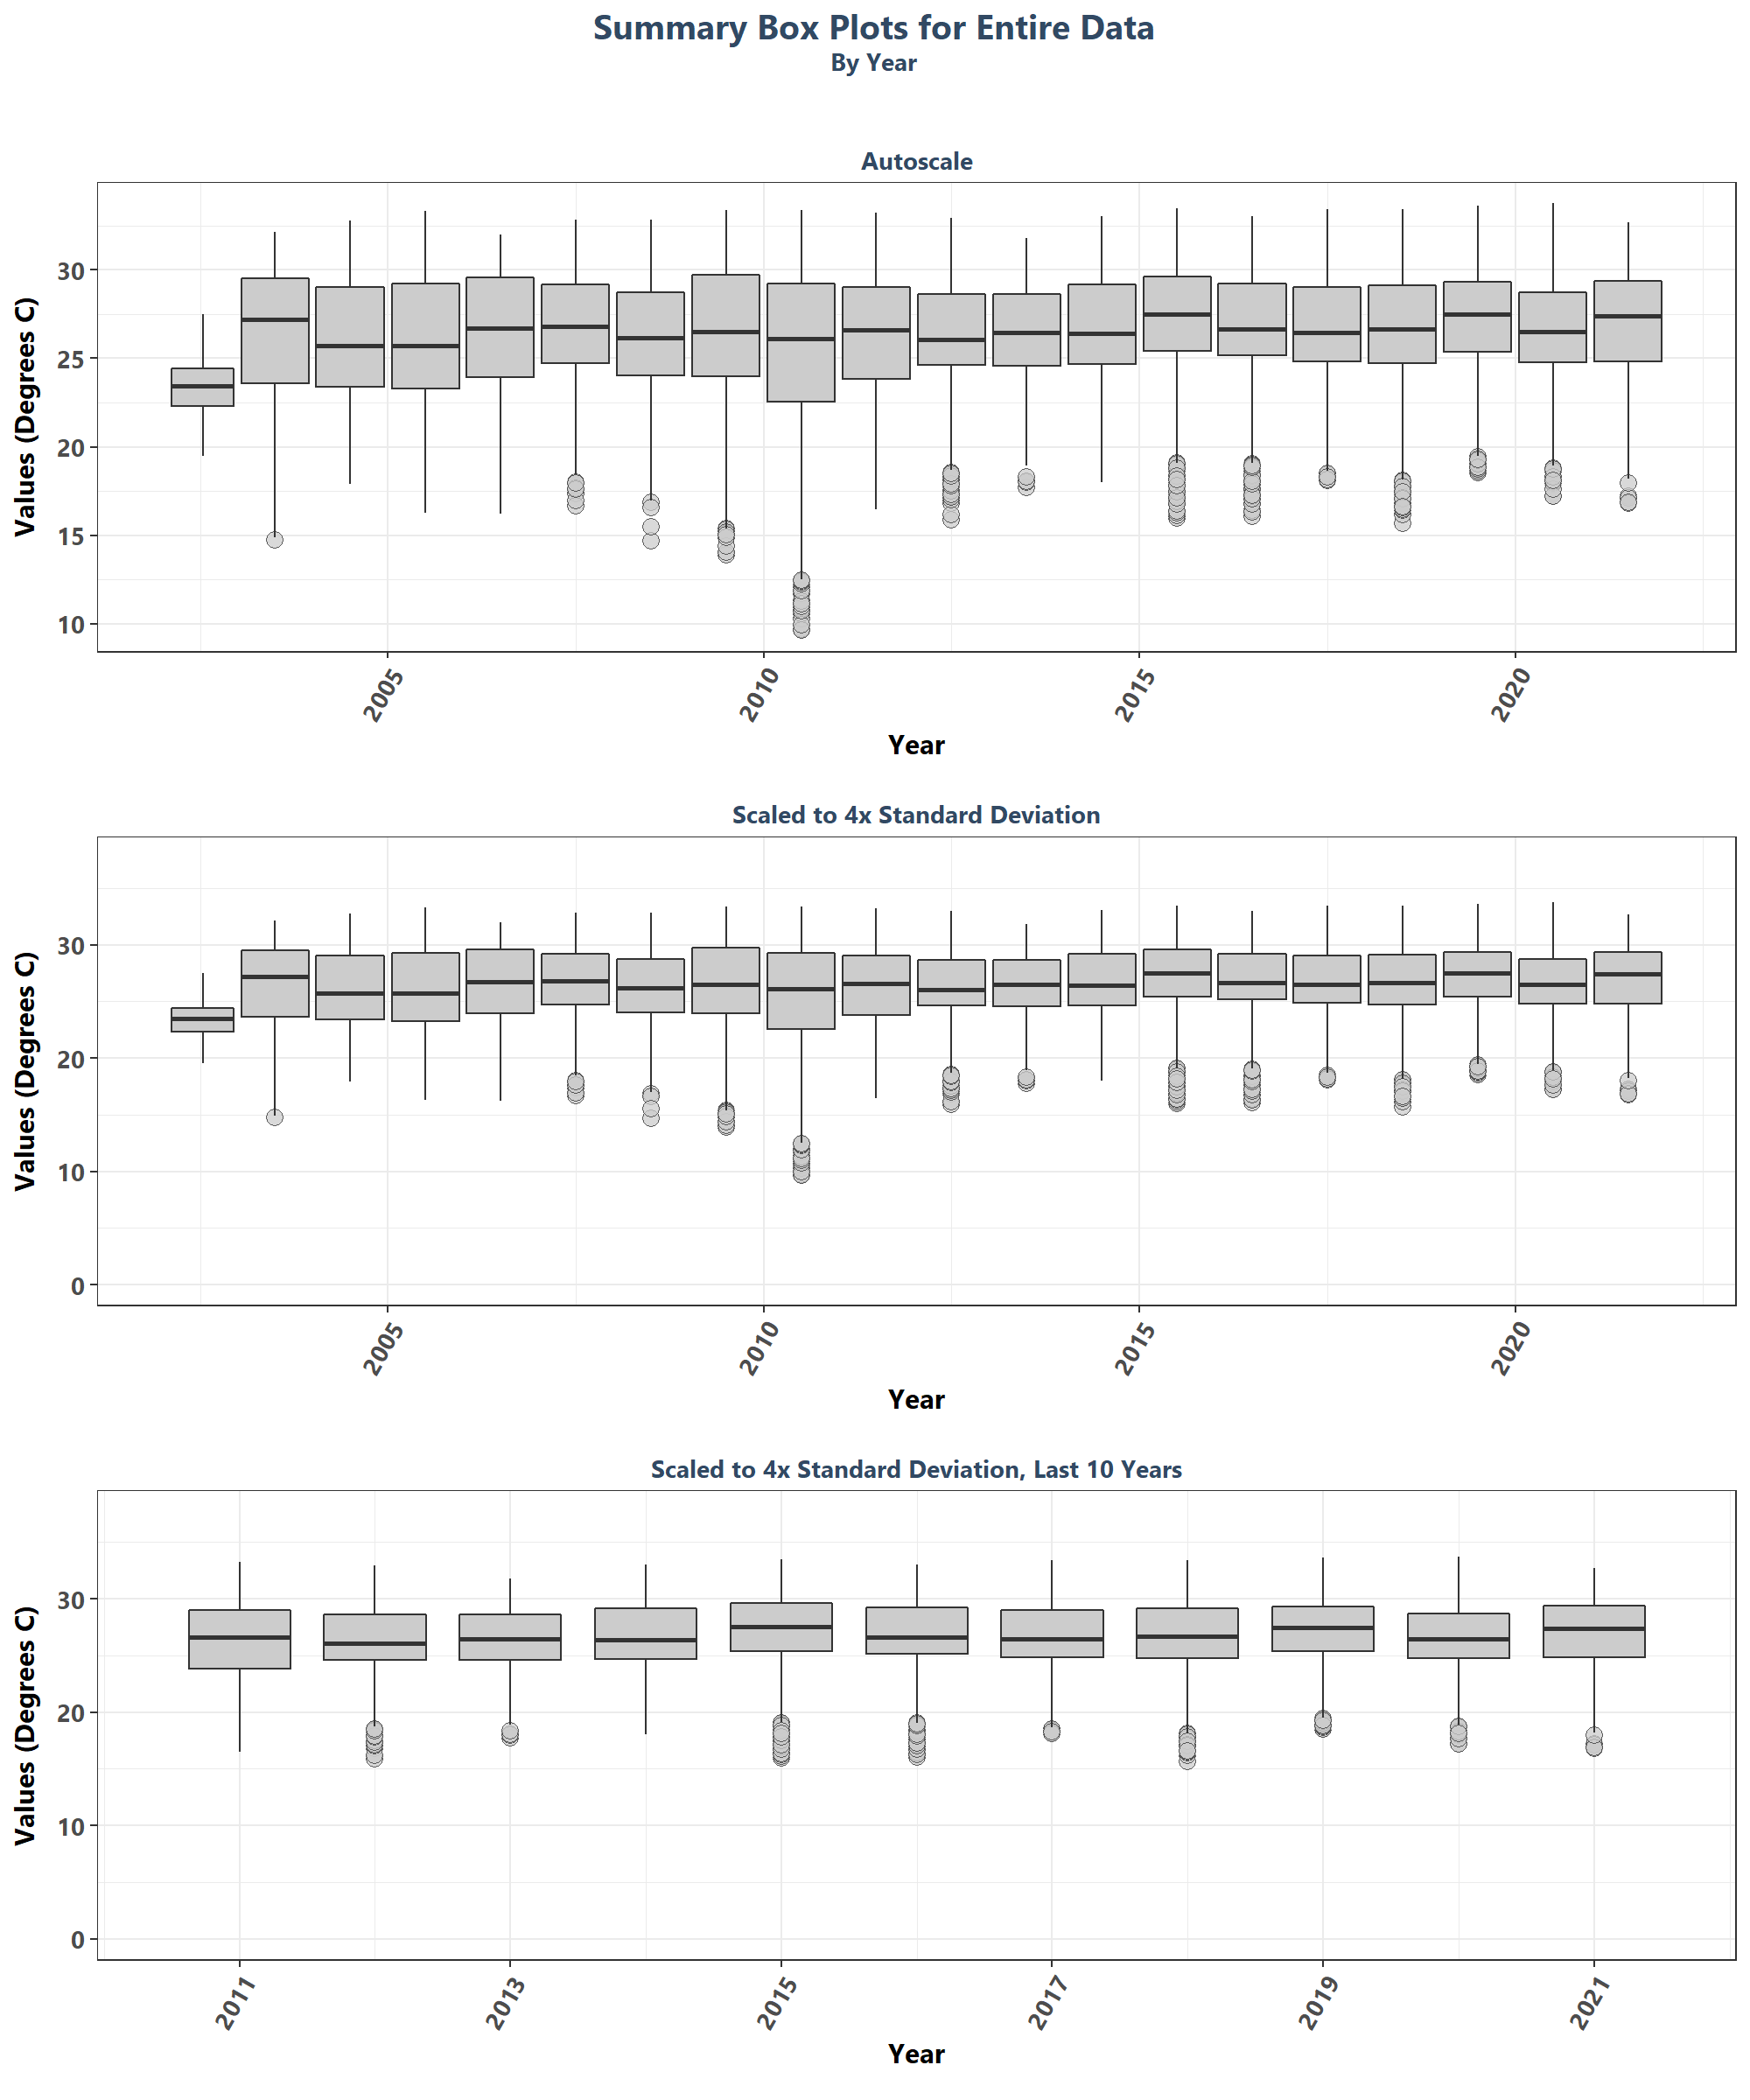 Summary Box Plots for Entire Data
By Year
Autoscale
Values (Degrees C)
30
25
20
15
10
2005
2010
2015
2020
Year
Scaled to 4x Standard Deviation
Values (Degrees C)
30
20
10
0
2005
2010
2015
2020
Year
Scaled to 4x Standard Deviation, Last 10 Years
Values (Degrees C)
30
20
10
0
2011
2013
2015
2017
2019
2021
Year